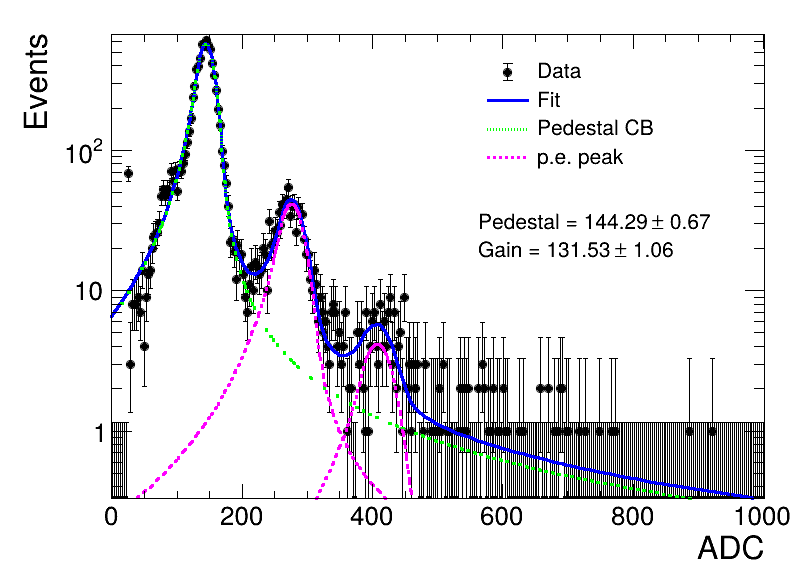 Events
Data
Fit
Pedestal CB
p.e. peak
10²
Pedestal = 144.29 ± 0.67
Gain = 131.53 ± 1.06
10
1
0 200 400 600 800 1000
ADC